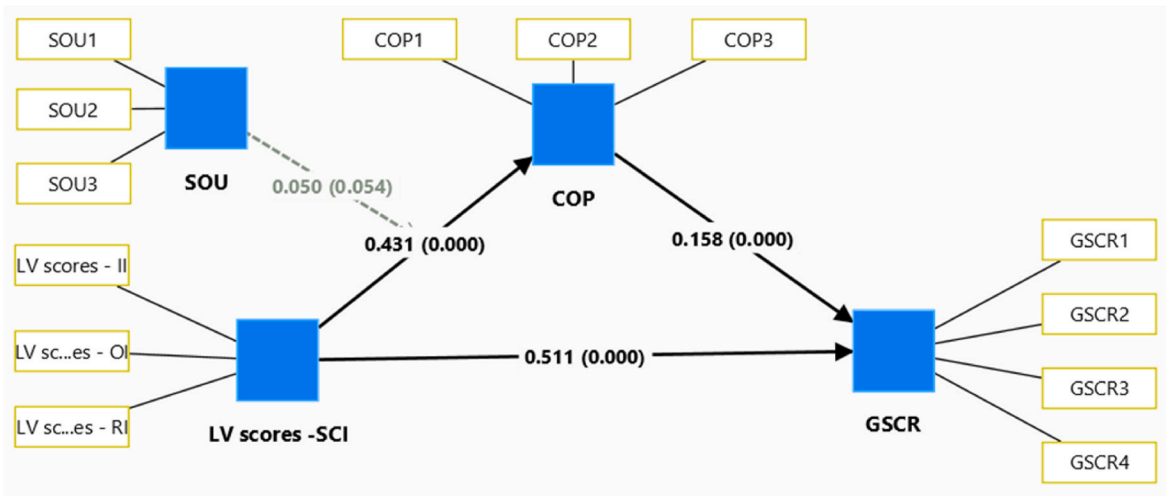 SOU1
SOU2
SOU3
SOU
COP1
COP2
COP3
COP
0.050 (0.054)
0.431 (0.000)
0.158 (0.000)
0.511 (0.000)
LV scores - II
LV sc...es - OI
LV sc...es - RI
LV scores -SCI
GSCR1
GSCR2
GSCR3
GSCR4
GSCR